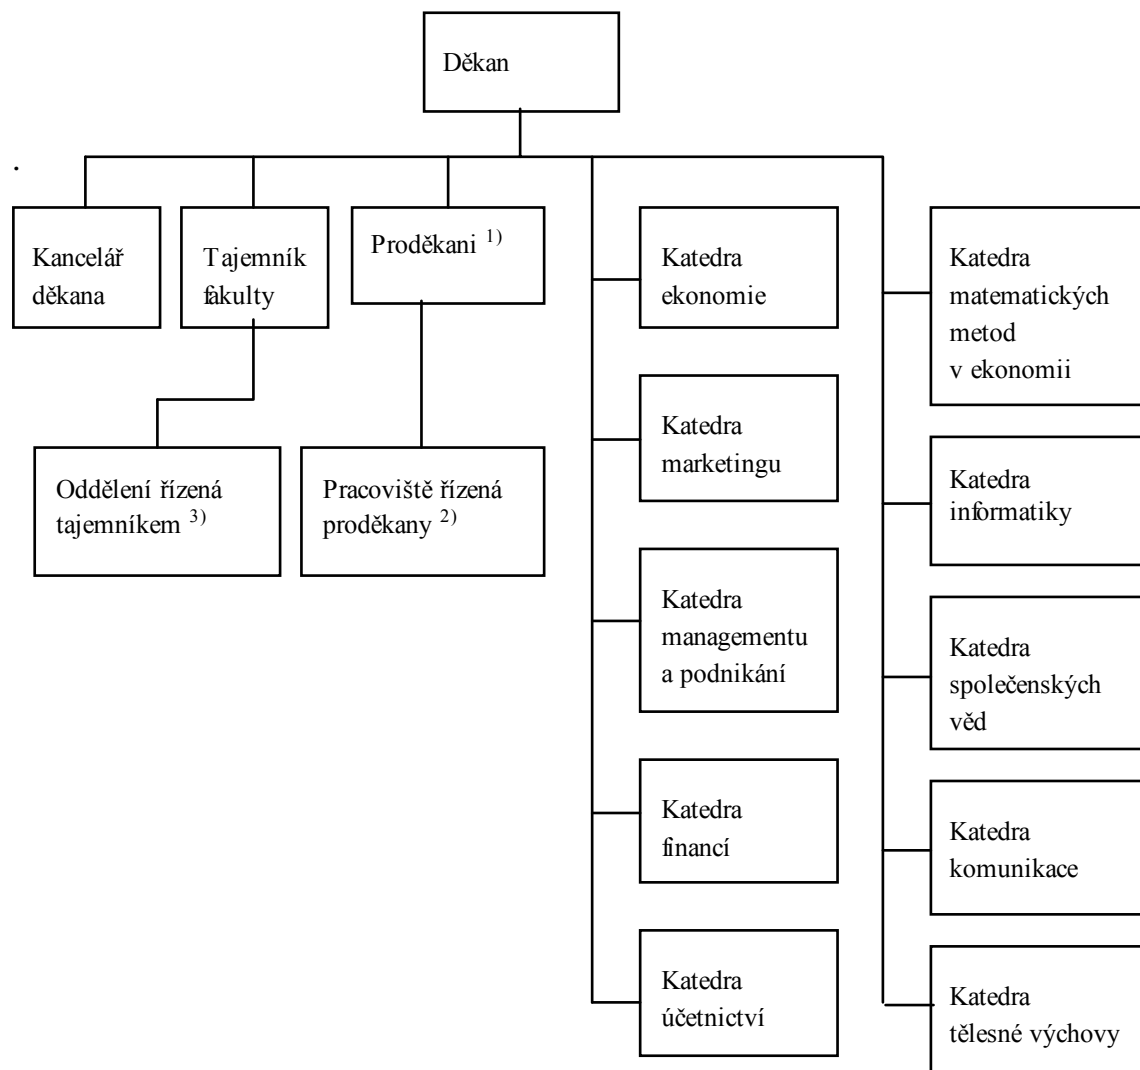 Děkan
.
Kancelář
děkana
Tajemník
fakulty
Proděkani 1)
Oddělení řízená
tajemníkem 3)
Pracoviště řízená
proděkany 2)
Katedra
ekonomie
Katedra
marketingu
Katedra
managementu
a podnikání
Katedra
financí
Katedra
účetnictví
Katedra
matematických
metod
v ekonomii
Katedra
informatiky
Katedra
společenských
věd
Katedra
komunikace
Katedra
tělesné výchovy